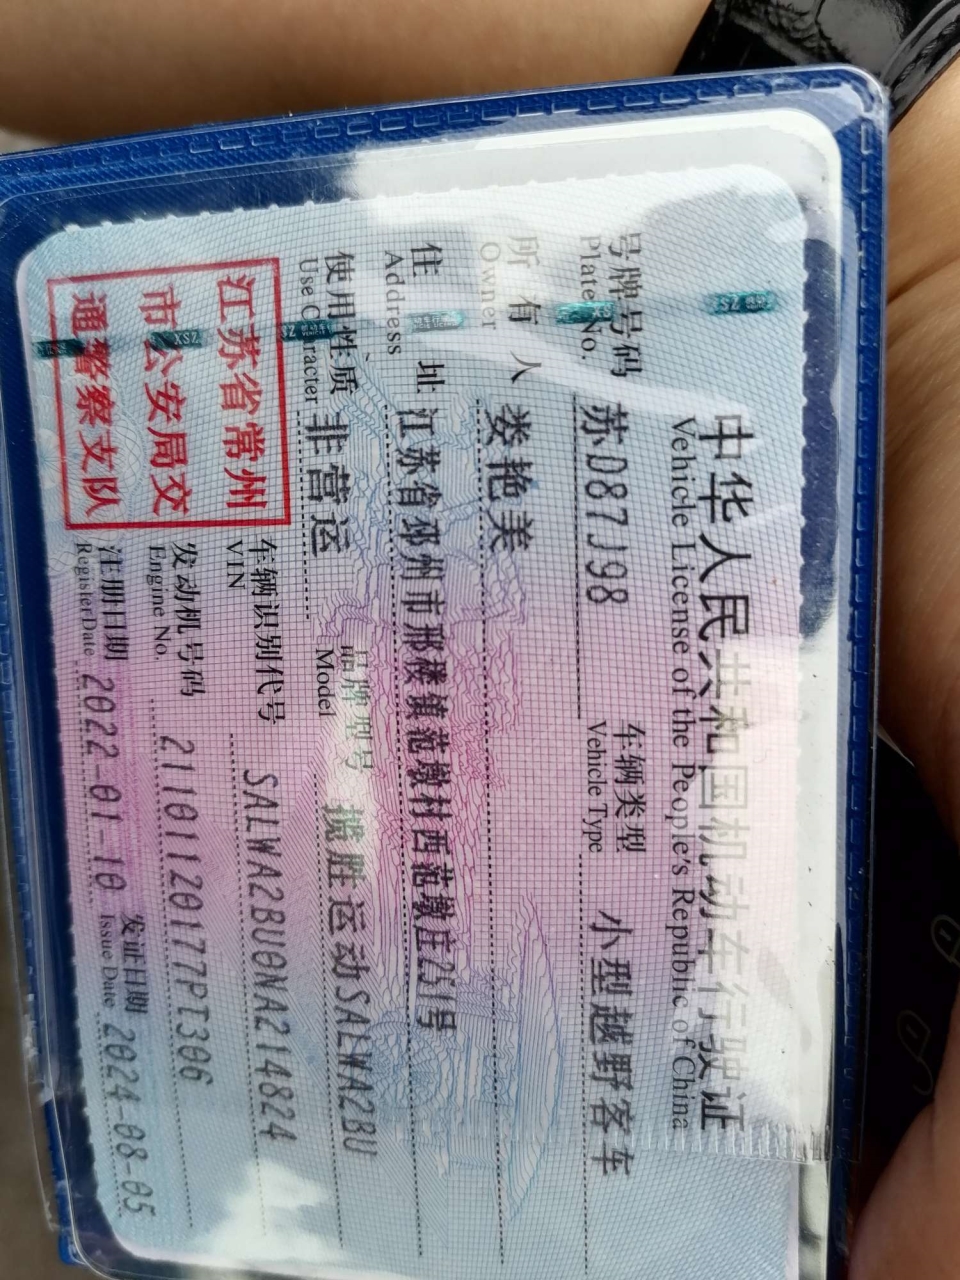 中华人民共和国机动车行驶证
Vehicle License of the People's Republic of China
号牌号码 苏D87J98 车辆类型 小型越野客车
Plate No. Vehicle Type
所有人 娄艳美
Owner
住址 江苏省邳州市邢楼镇范墩村西范墩庄251号
Address
使用性质 非营运 品牌型号 揽胜运动SALWA2BU
Use Character Model
江苏省常州
市公安局交
通警察支队
车辆识别代号 SALWA2BU0NA214824
VIN
发动机号码 21101120177PT306
Engine No.
注册日期 2022-01-10 发证日期 2024-08-05
Register Date Issue Date